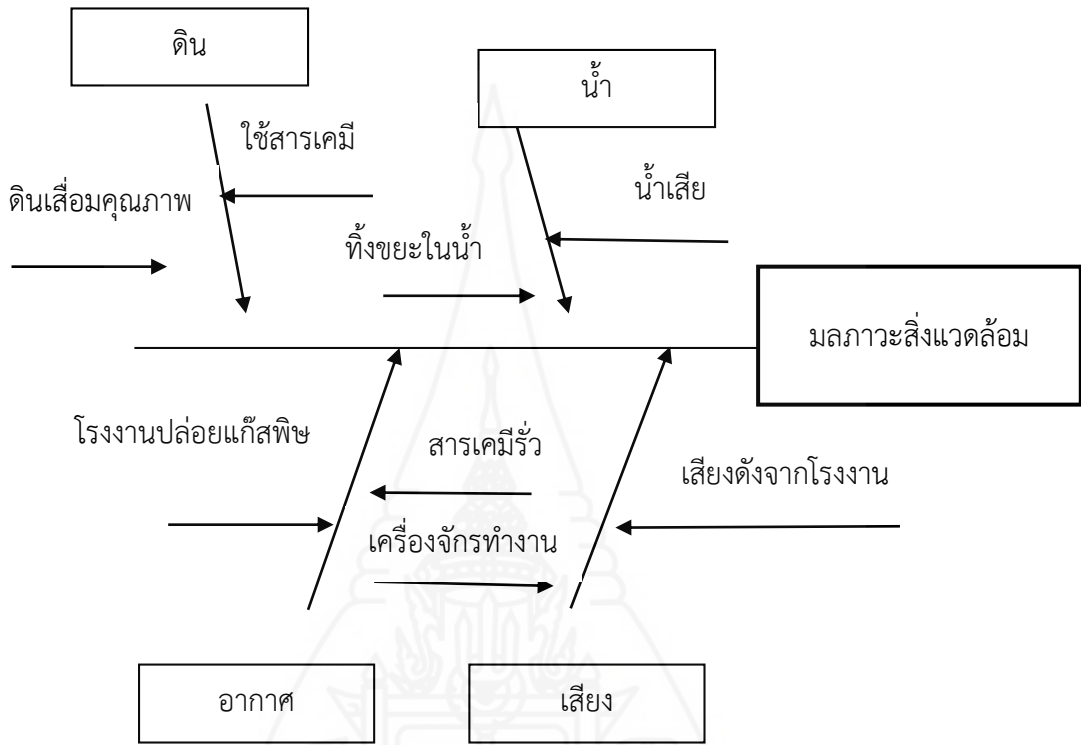 ดิน
น้ำ
ใช้สารเคมี
น้ำเสีย
ดินเสื่อมคุณภาพ
ทิ้งขยะในน้ำ
มลภาวะสิ่งแวดล้อม
โรงงานปล่อยแก๊สพิษ
สารเคมีรั่ว
เสียงดังจากโรงงาน
เครื่องจักรทำงาน
อากาศ
เสียง